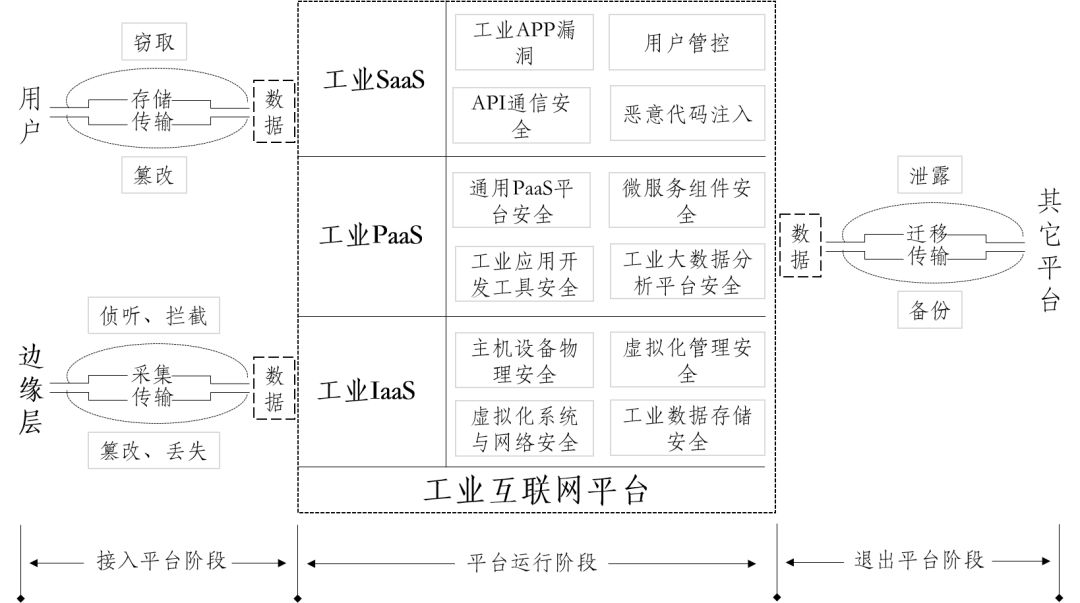 窃取
用户
存储
传输
数据
篡改
侦听、拦截
边缘层
采集
传输
数据
篡改、丢失
工业SaaS
工业APP漏
洞
用户管控
API通信安
全
恶意代码注入
工业PaaS
通用PaaS平
台安全
微服务组件安
全
工业应用开
发工具安全
工业大数据分
析平台安全
工业IaaS
主机设备物
理安全
虚拟化管理安
全
虚拟化系统
与网络安全
工业数据存储
安全
工业互联网平台
数据
泄露
迁移
传输
备份
其它平台
接入平台阶段
平台运行阶段
退出平台阶段